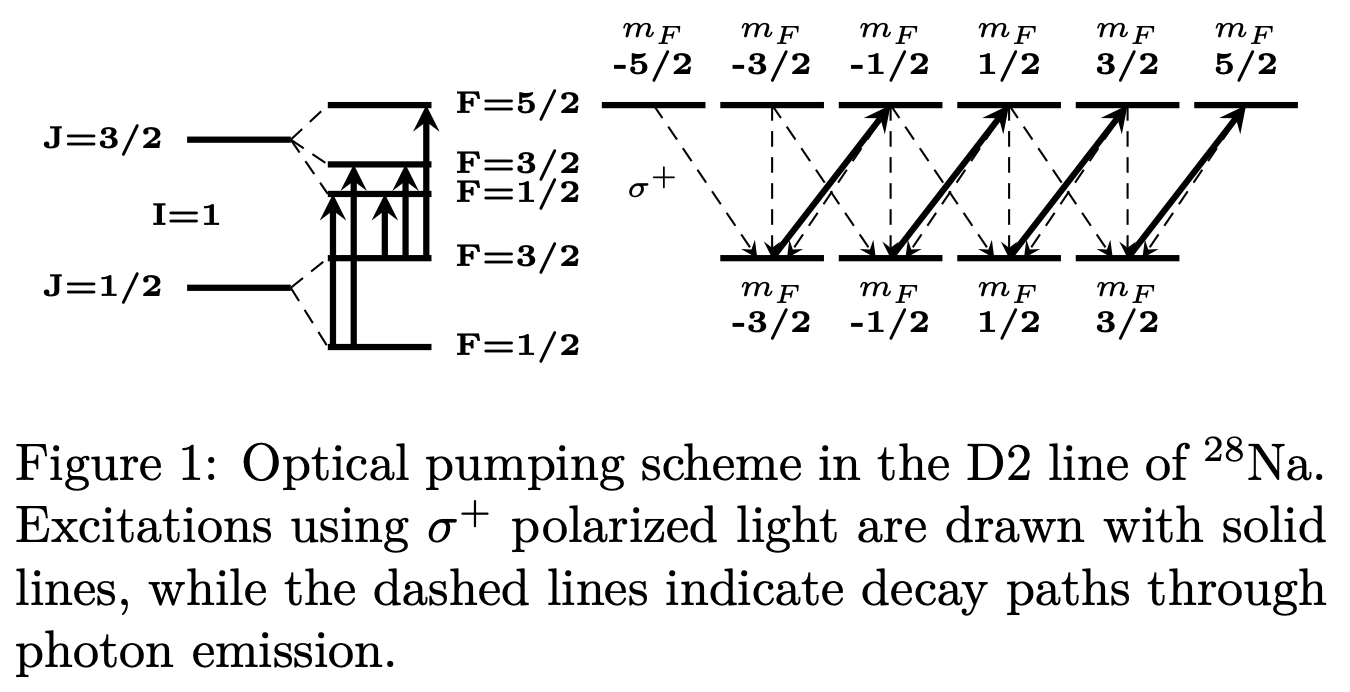 m_F m_F m_F m_F m_F m_F
-5/2 -3/2 -1/2 1/2 3/2 5/2
J=3/2
F=5/2
F=3/2
F=1/2
I=1
σ⁺
J=1/2
F=3/2
F=1/2
m_F m_F m_F m_F
-3/2 -1/2 1/2 3/2
Figure 1: Optical pumping scheme in the D2 line of ²⁸Na.
Excitations using σ⁺ polarized light are drawn with solid
lines, while the dashed lines indicate decay paths through
photon emission.